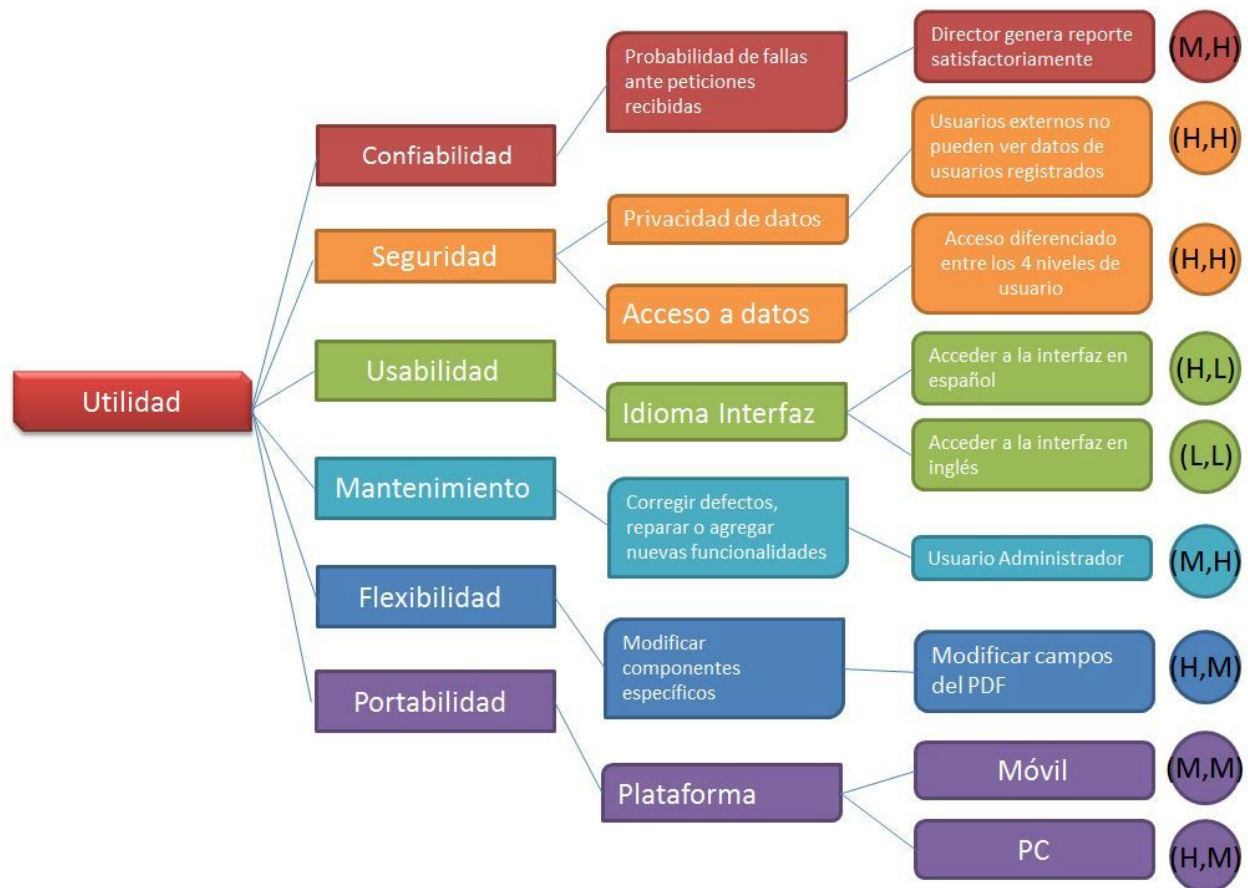 Utilidad
Confiabilidad
Probabilidad de fallas
ante peticiones
recibidas
Director genera reporte
satisfactoriamente
(M,H)
Seguridad
Privacidad de datos
Usuarios externos no
pueden ver datos de
usuarios registrados
(H,H)
Acceso a datos
Acceso diferenciado
entre los 4 niveles de
usuario
(H,H)
Usabilidad
Idioma Interfaz
Acceder a la interfaz en
español
(H,L)
Acceder a la interfaz en
inglés
(L,L)
Mantenimiento
Corregir defectos,
reparar o agregar
nuevas funcionalidades
Usuario Administrador
(M,H)
Flexibilidad
Modificar
componentes
específicos
Modificar campos
del PDF
(H,M)
Portabilidad
Plataforma
Móvil
(M,M)
PC
(H,M)